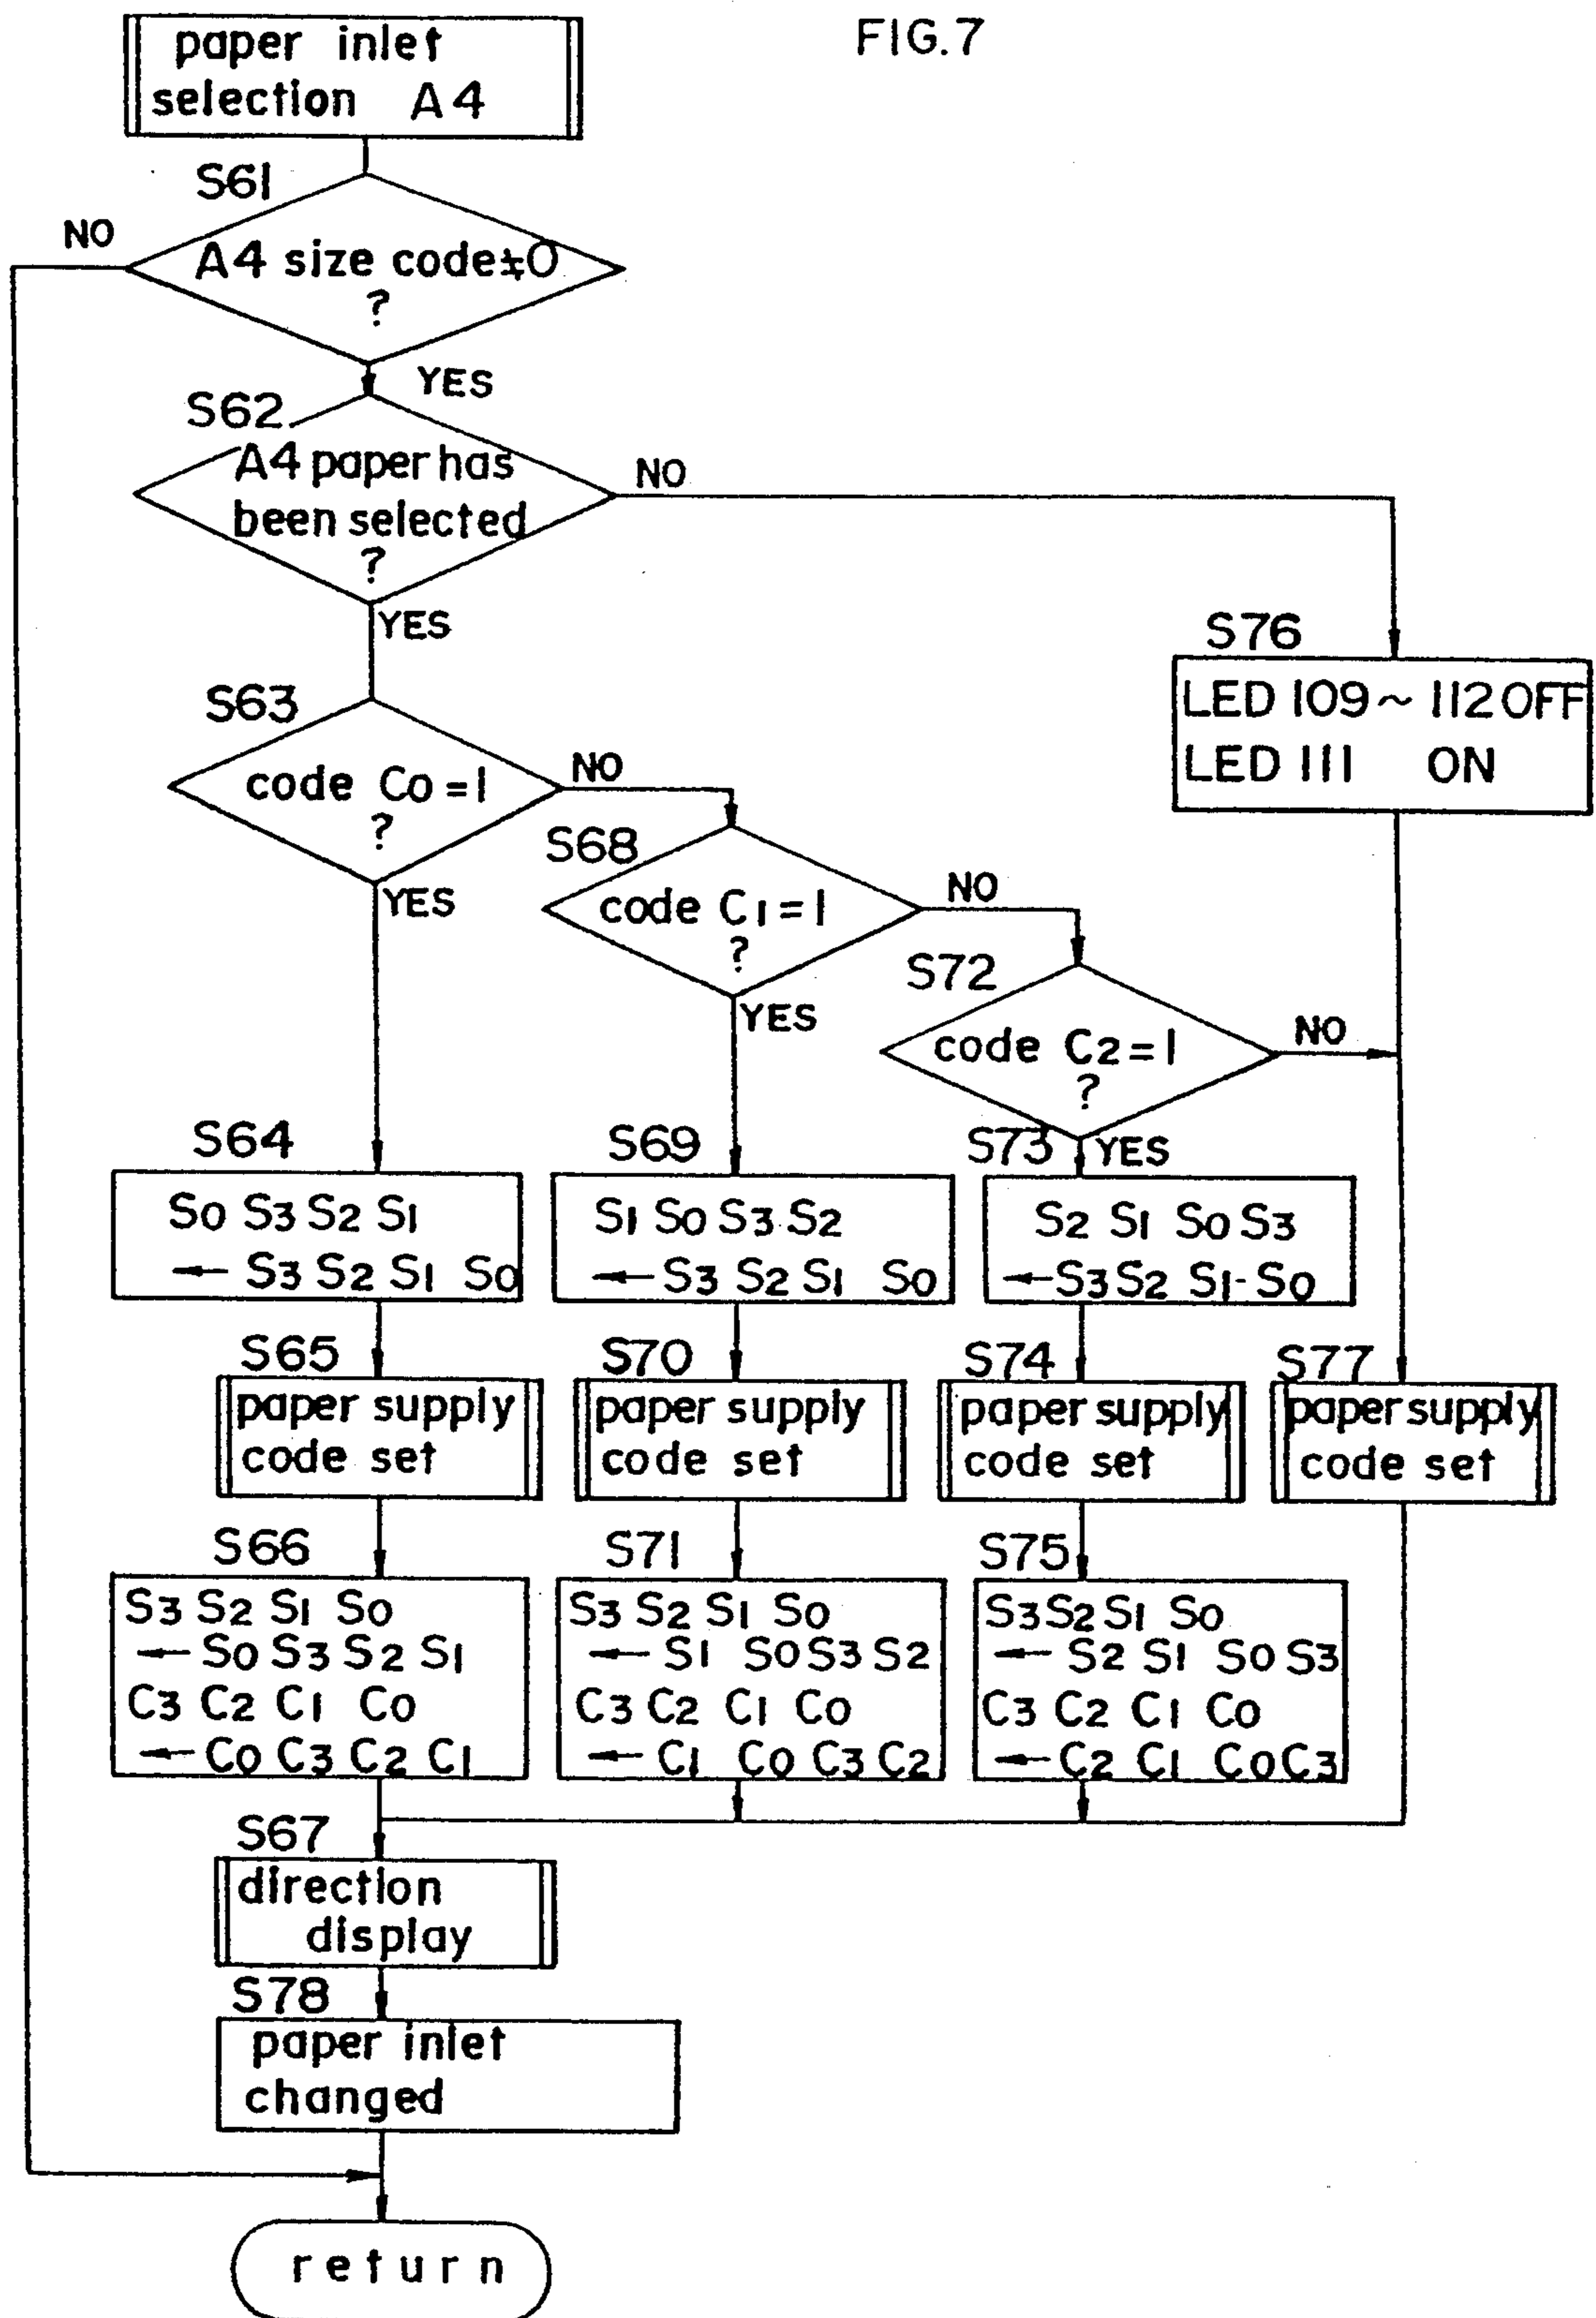 FIG.7
paper inlet
selection A4
S61
NO
A4 size code≠0
?
YES
S62
A4 paper has
been selected
?
NO
YES
S76
LED 109~112 OFF
LED 111 ON
S63
code C0=1
?
NO
YES
S68
code C1=1
?
NO
YES
S72
code C2=1
?
NO
YES
S64
S0 S3 S2 S1
← S3 S2 S1 S0
S69
S1 S0 S3 S2
← S3 S2 S1 S0
S73
S2 S1 S0 S3
← S3 S2 S1 S0
S65
paper supply
code set
S70
paper supply
code set
S74
paper supply
code set
S77
paper supply
code set
S66
S3 S2 S1 S0
← S0 S3 S2 S1
C3 C2 C1 C0
← C0 C3 C2 C1
S71
S3 S2 S1 S0
← S1 S0 S3 S2
C3 C2 C1 C0
← C1 C0 C3 C2
S75
S3 S2 S1 S0
← S2 S1 S0 S3
C3 C2 C1 C0
← C2 C1 C0 C3
S67
direction
display
S78
paper inlet
changed
return